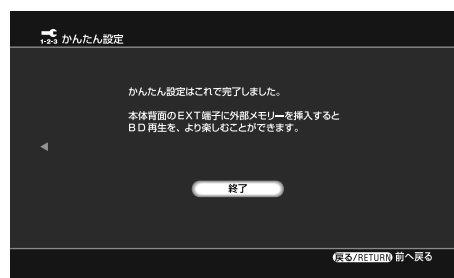 1-2-3 かんたん設定
かんたん設定はこれで完了しました。
本体背面のEXT端子に外部メモリーを挿入すると
BD再生を、より楽しむことができます。
終了
戻る/RETURN 前へ戻る